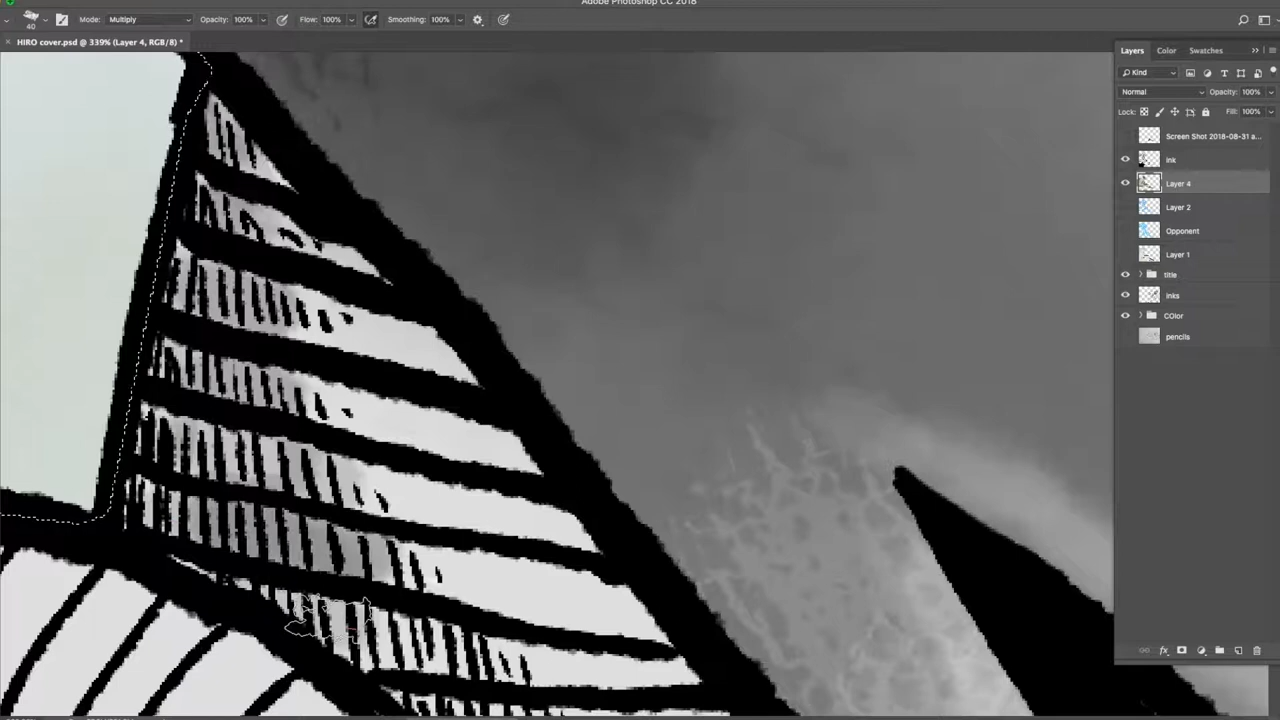 Adobe Photoshop CC 2018
40 Mode: Multiply Opacity: 100% Flow: 100% Smoothing: 100%
× HIRO cover.psd @ 339% (Layer 4, RGB/8) *
Layers Color Swatches
Kind
Normal Opacity: 100%
Lock: Fill: 100%
Screen Shot 2018-08-31 a...
ink
Layer 4
Layer 2
Opponent
Layer 1
title
inks
COlor
pencils